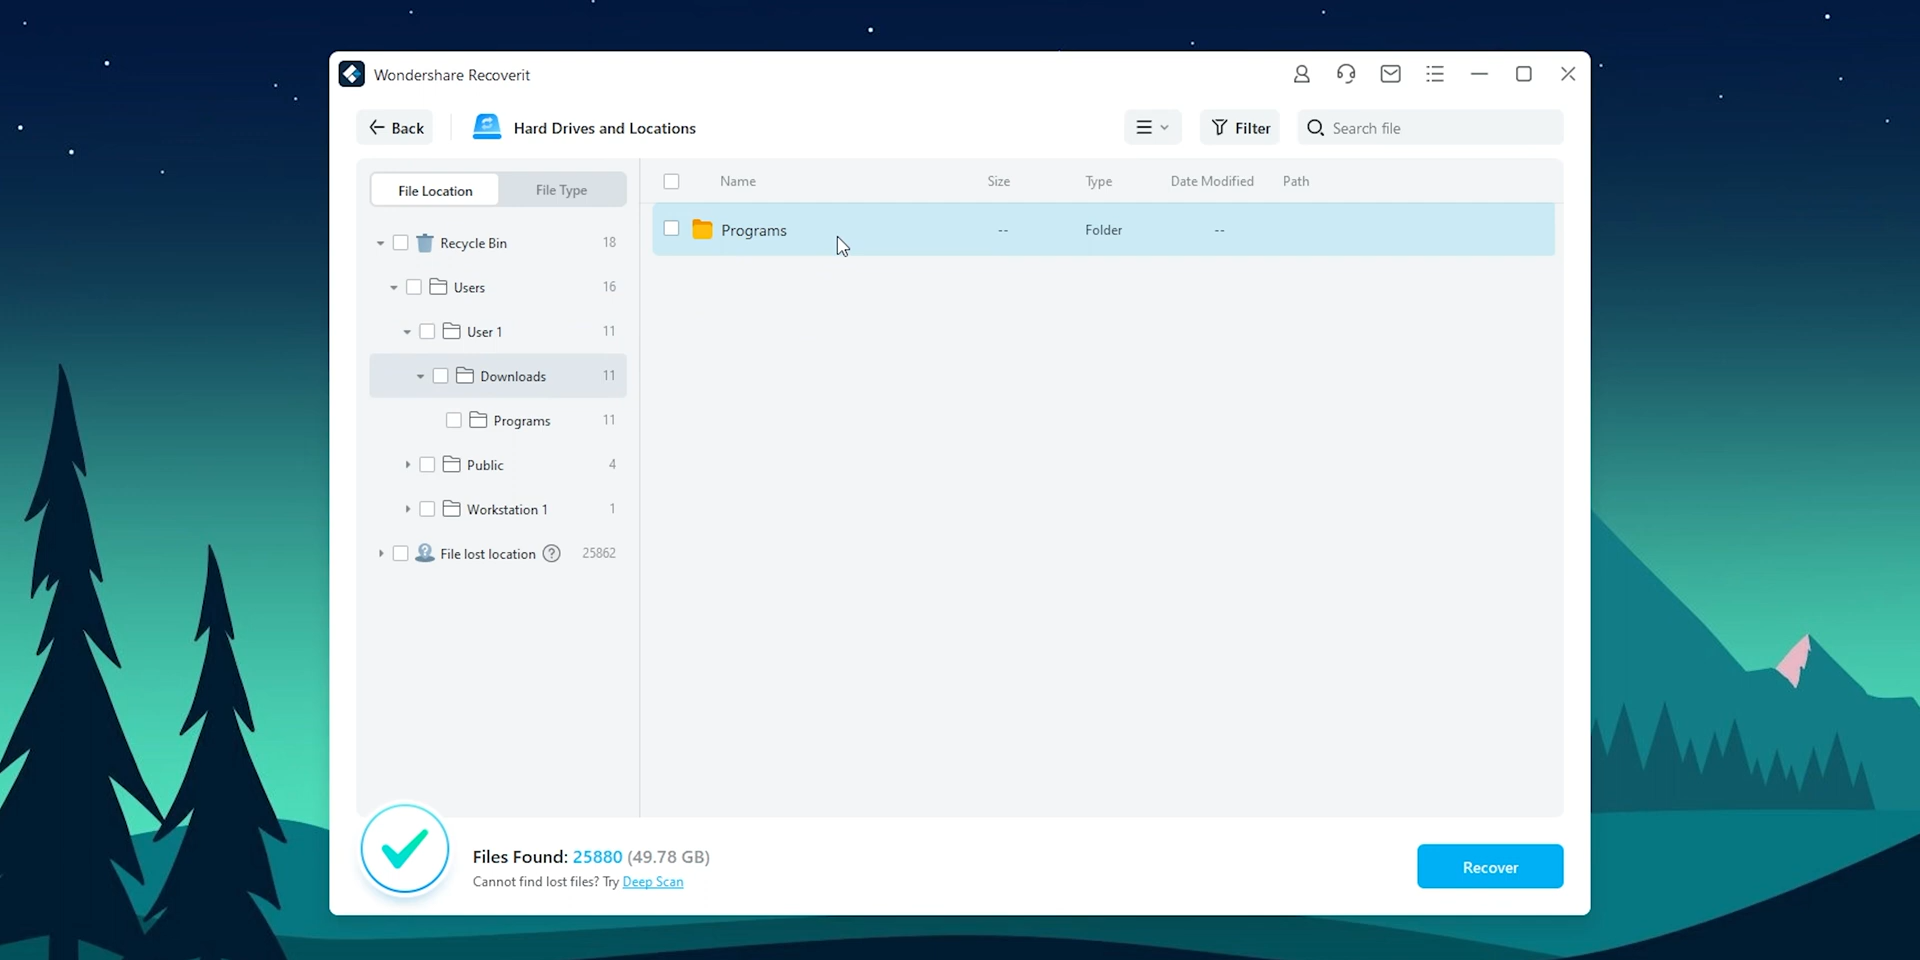 Wondershare Recoverit
Back
Hard Drives and Locations
Filter
Search file
File Location
File Type
Name
Size
Type
Date Modified
Path
Recycle Bin 18
Programs
--
Folder
--
Users 16
User 1 11
Downloads 11
Programs 11
Public 4
Workstation 1 1
File lost location ? 25862
Files Found: 25880 (49.78 GB)
Cannot find lost files? Try Deep Scan
Recover